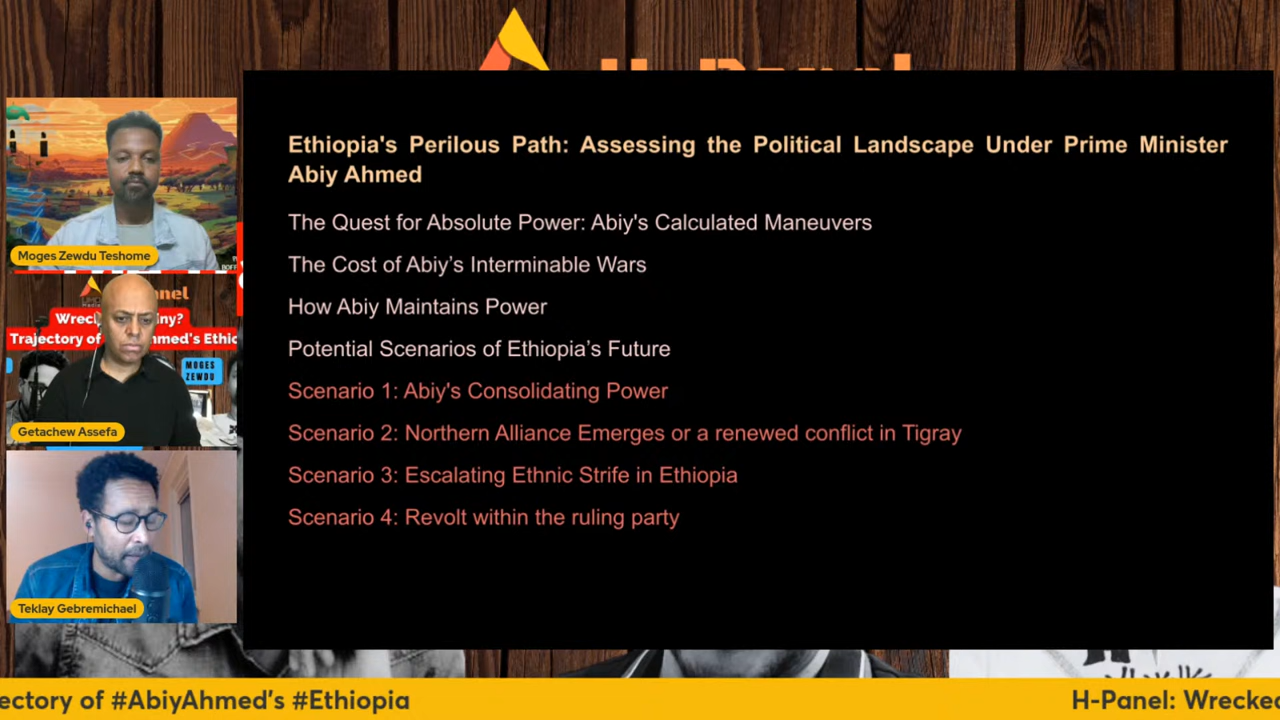 Ethiopia's Perilous Path: Assessing the Political Landscape Under Prime Minister
Abiy Ahmed
The Quest for Absolute Power: Abiy's Calculated Maneuvers
The Cost of Abiy’s Interminable Wars
How Abiy Maintains Power
Potential Scenarios of Ethiopia’s Future
Scenario 1: Abiy's Consolidating Power
Scenario 2: Northern Alliance Emerges or a renewed conflict in Tigray
Scenario 3: Escalating Ethnic Strife in Ethiopia
Scenario 4: Revolt within the ruling party
Moges Zewdu Teshome
Trajectory of
MOGES
ZEWDU
Getachew Assefa
Teklay Gebremichael
of #AbiyAhmed's #Ethiopia
H-Panel: